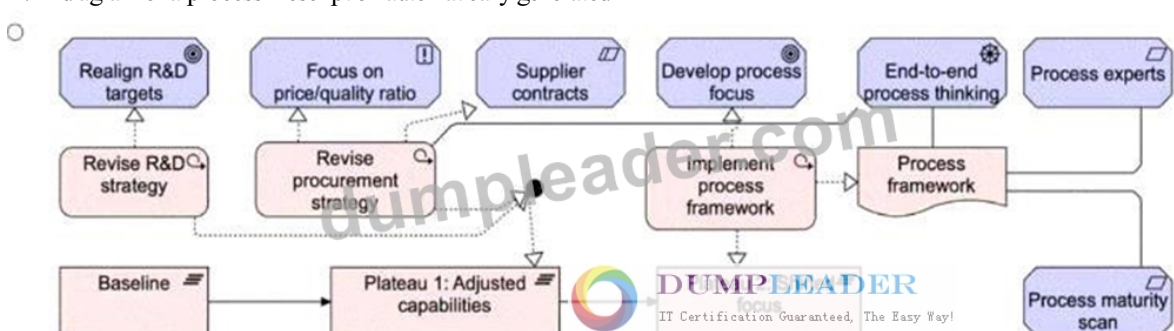 Realign R&D
targets
Focus on
price/quality ratio
Supplier
contracts
Develop process
focus
End-to-end
process thinking
Process experts
Revise R&D
strategy
Revise
procurement
strategy
Implement
process
framework
Process
framework
dumpleader.com
Baseline
Plateau 1: Adjusted
capabilities
focus
DUMPLEADER
IT Certification Guaranteed, The Easy Way!
Process maturity
scan